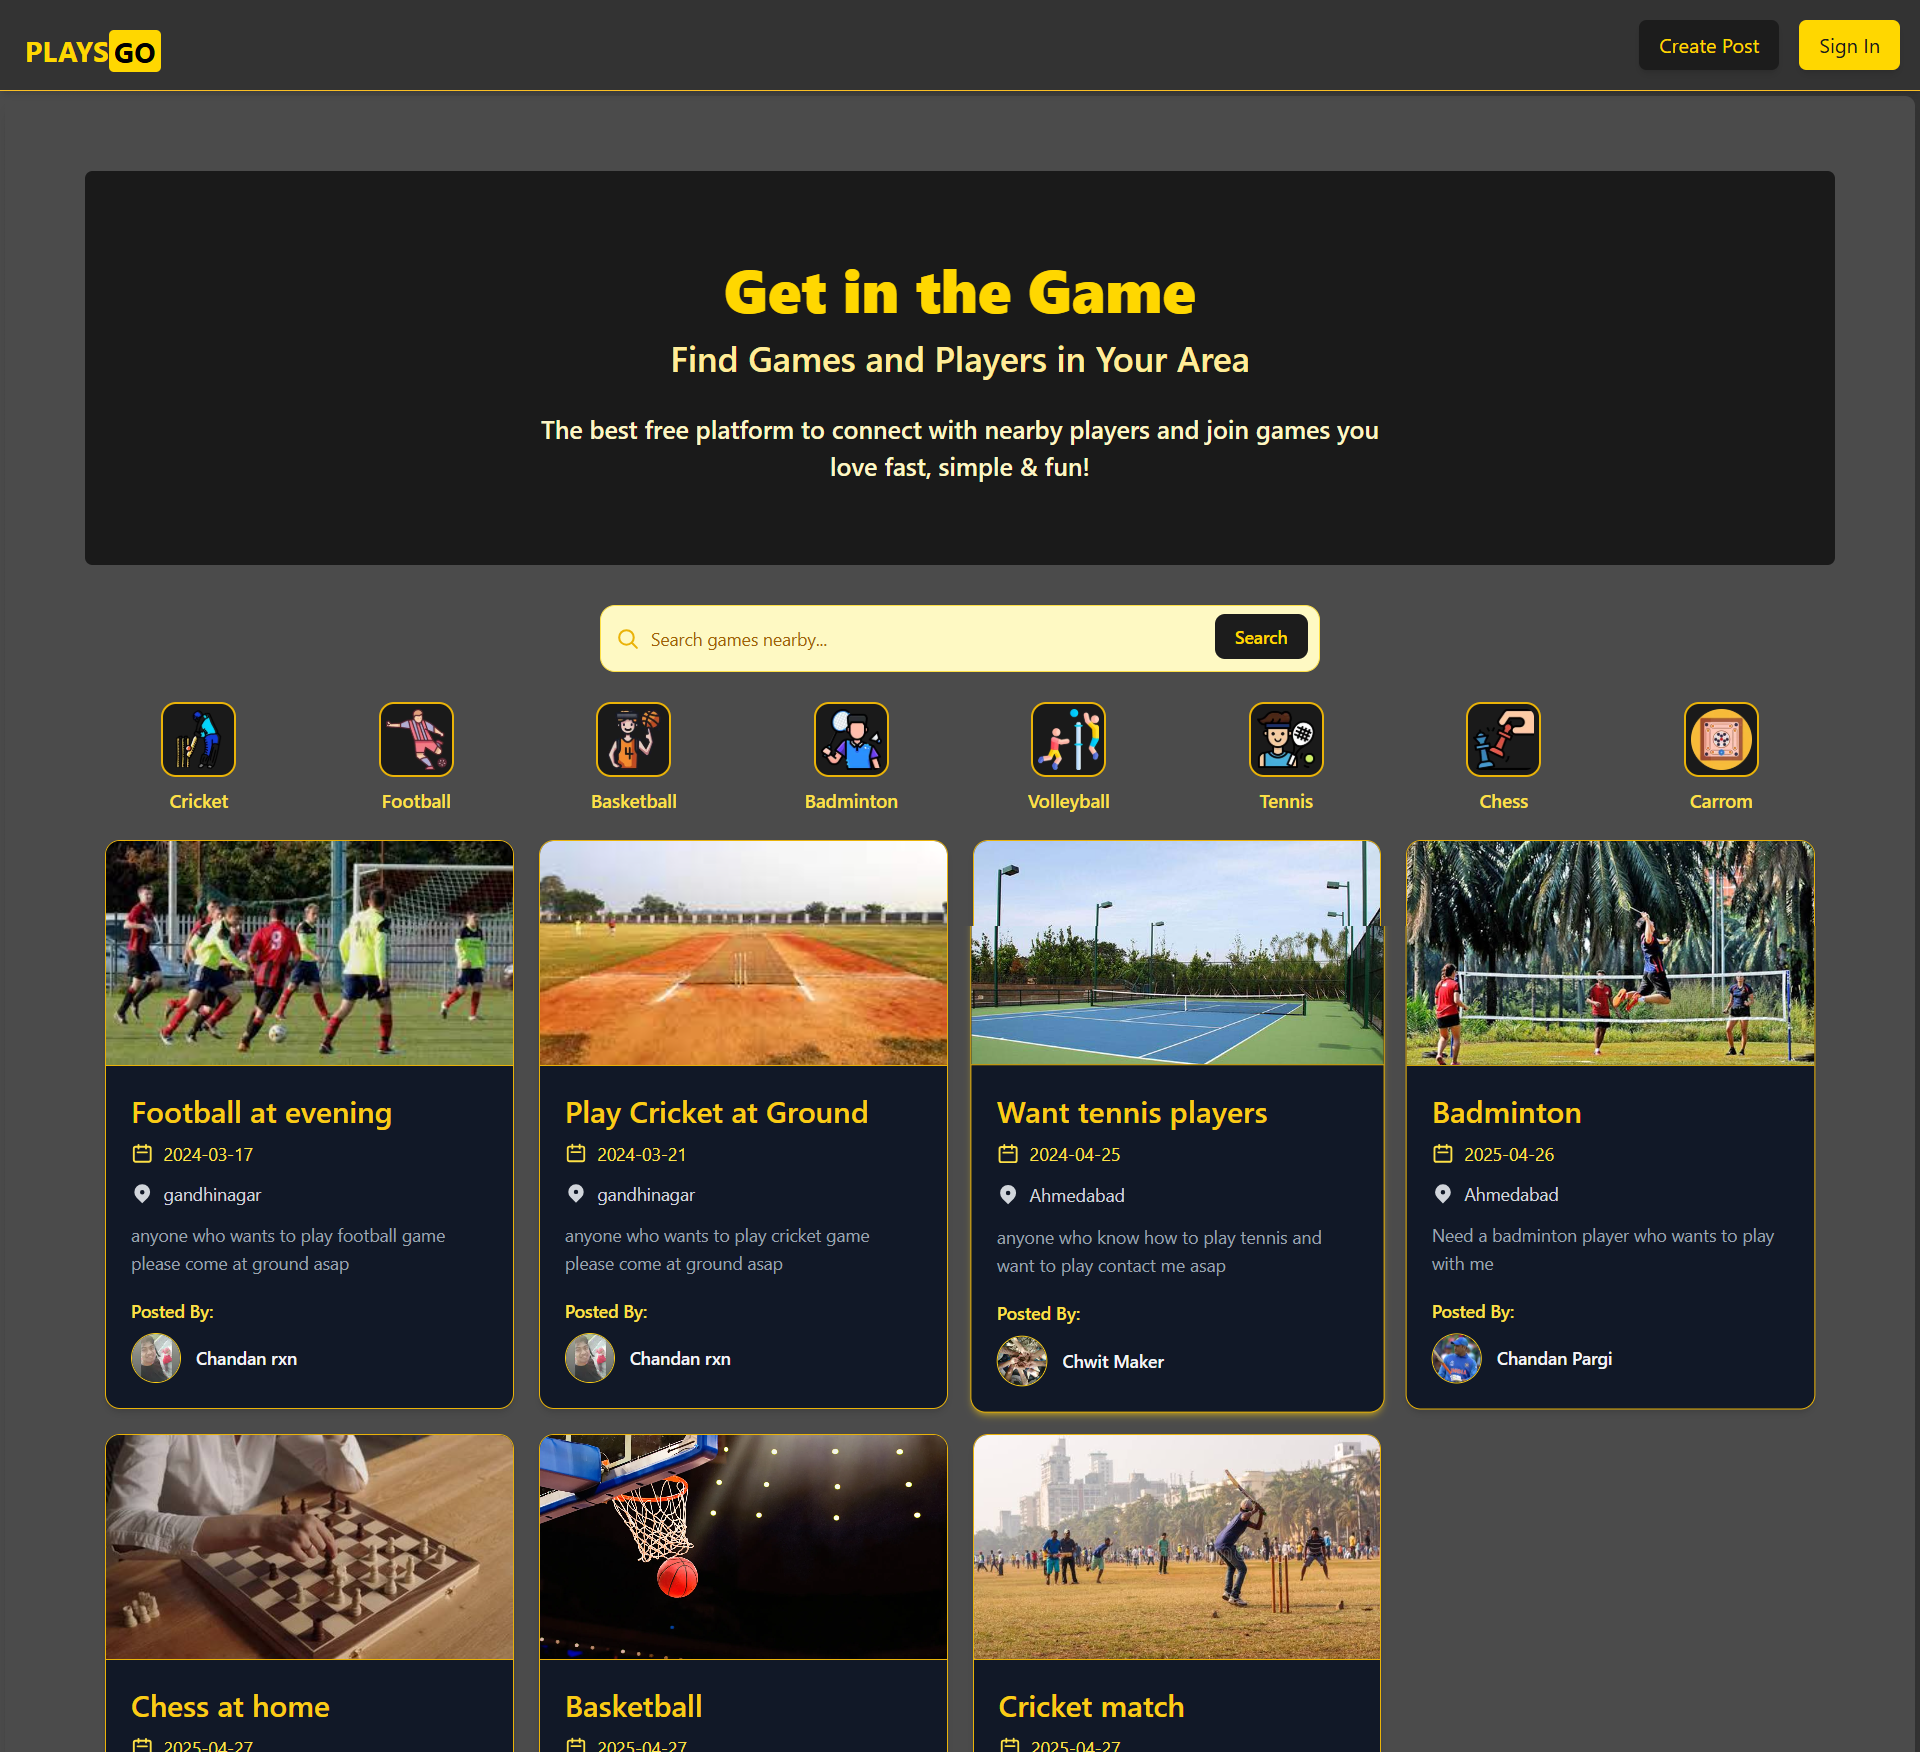 PLAYSGO
Create Post
Sign In
Get in the Game
Find Games and Players in Your Area
The best free platform to connect with nearby players and join games you
love fast, simple & fun!
Search games nearby...
Search
Cricket
Football
Basketball
Badminton
Volleyball
Tennis
Chess
Carrom
Football at evening
2024-03-17
gandhinagar
anyone who wants to play football game
please come at ground asap
Posted By:
Chandan rxn
Play Cricket at Ground
2024-03-21
gandhinagar
anyone who wants to play cricket game
please come at ground asap
Posted By:
Chandan rxn
Want tennis players
2024-04-25
Ahmedabad
anyone who know how to play tennis and
want to play contact me asap
Posted By:
Chwit Maker
Badminton
2025-04-26
Ahmedabad
Need a badminton player who wants to play
with me
Posted By:
Chandan Pargi
Chess at home
2025-04-27
Basketball
2025-04-27
Cricket match
2025-04-27